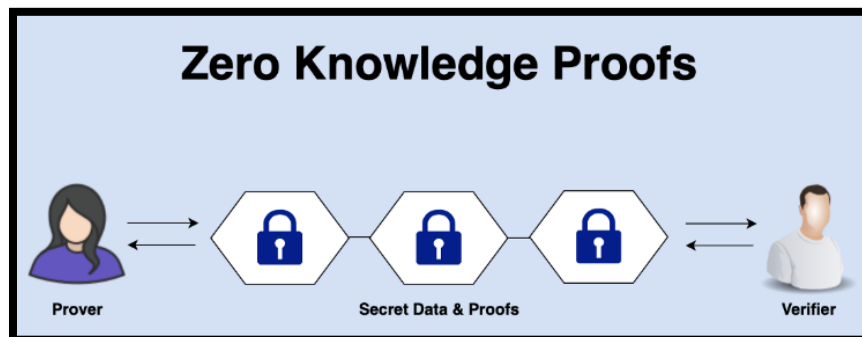 Zero Knowledge Proofs
Prover
Secret Data & Proofs
Verifier